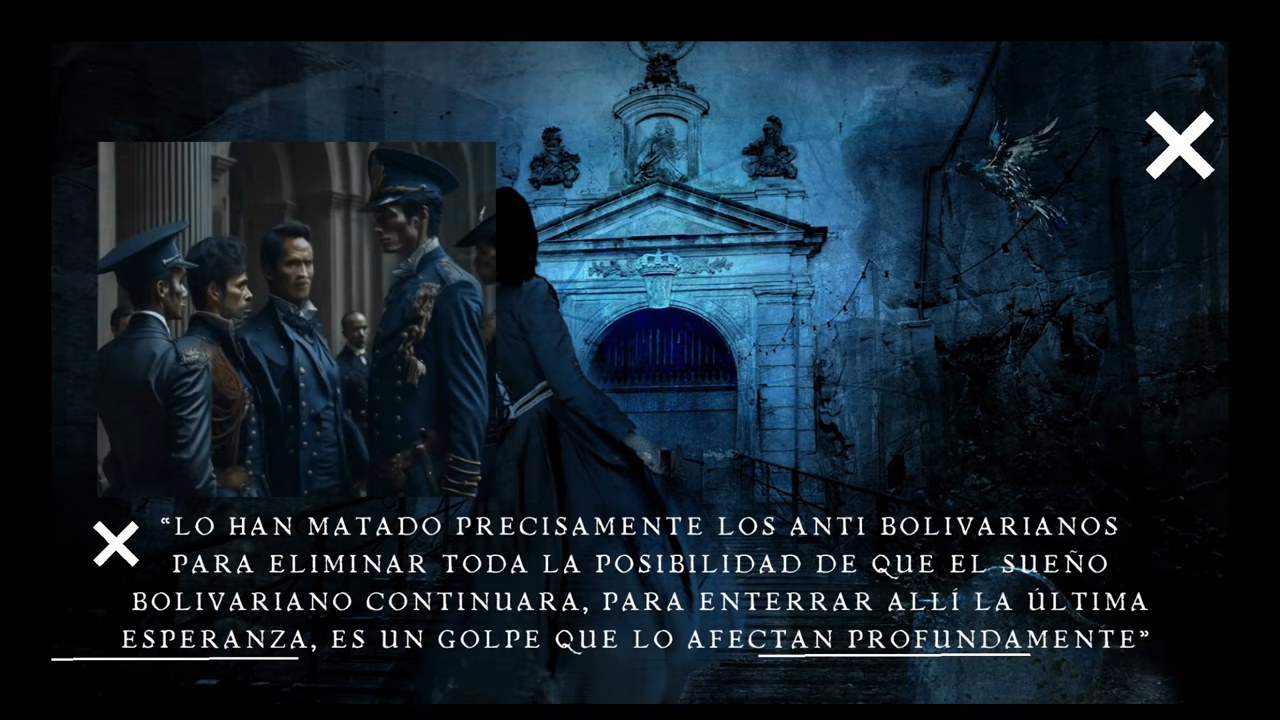 “LO HAN MATADO PRECISAMENTE LOS ANTI BOLIVARIANOS
PARA ELIMINAR TODA LA POSIBILIDAD DE QUE EL SUEÑO
BOLIVARIANO CONTINUARA, PARA ENTERRAR ALLÍ LA ÚLTIMA
ESPERANZA, ES UN GOLPE QUE LO AFECTAN PROFUNDAMENTE”